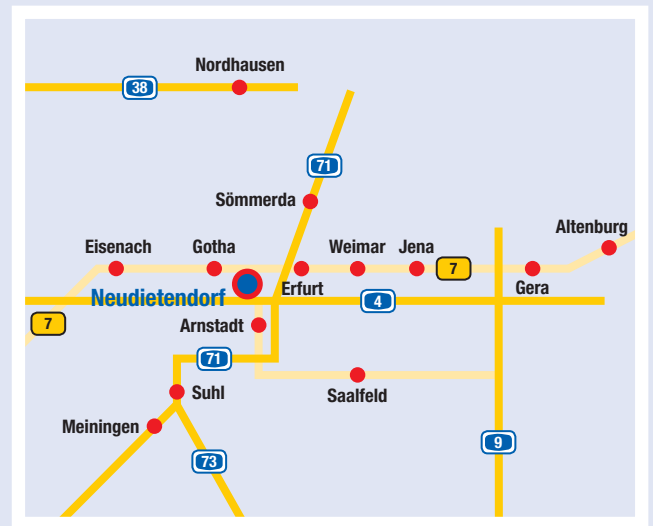 Nordhausen
38
71
Sömmerda
Altenburg
Eisenach
Gotha
Weimar
Jena
7
Neudietendorf
Erfurt
Gera
4
7
Arnstadt
71
Suhl
Saalfeld
Meiningen
9
73